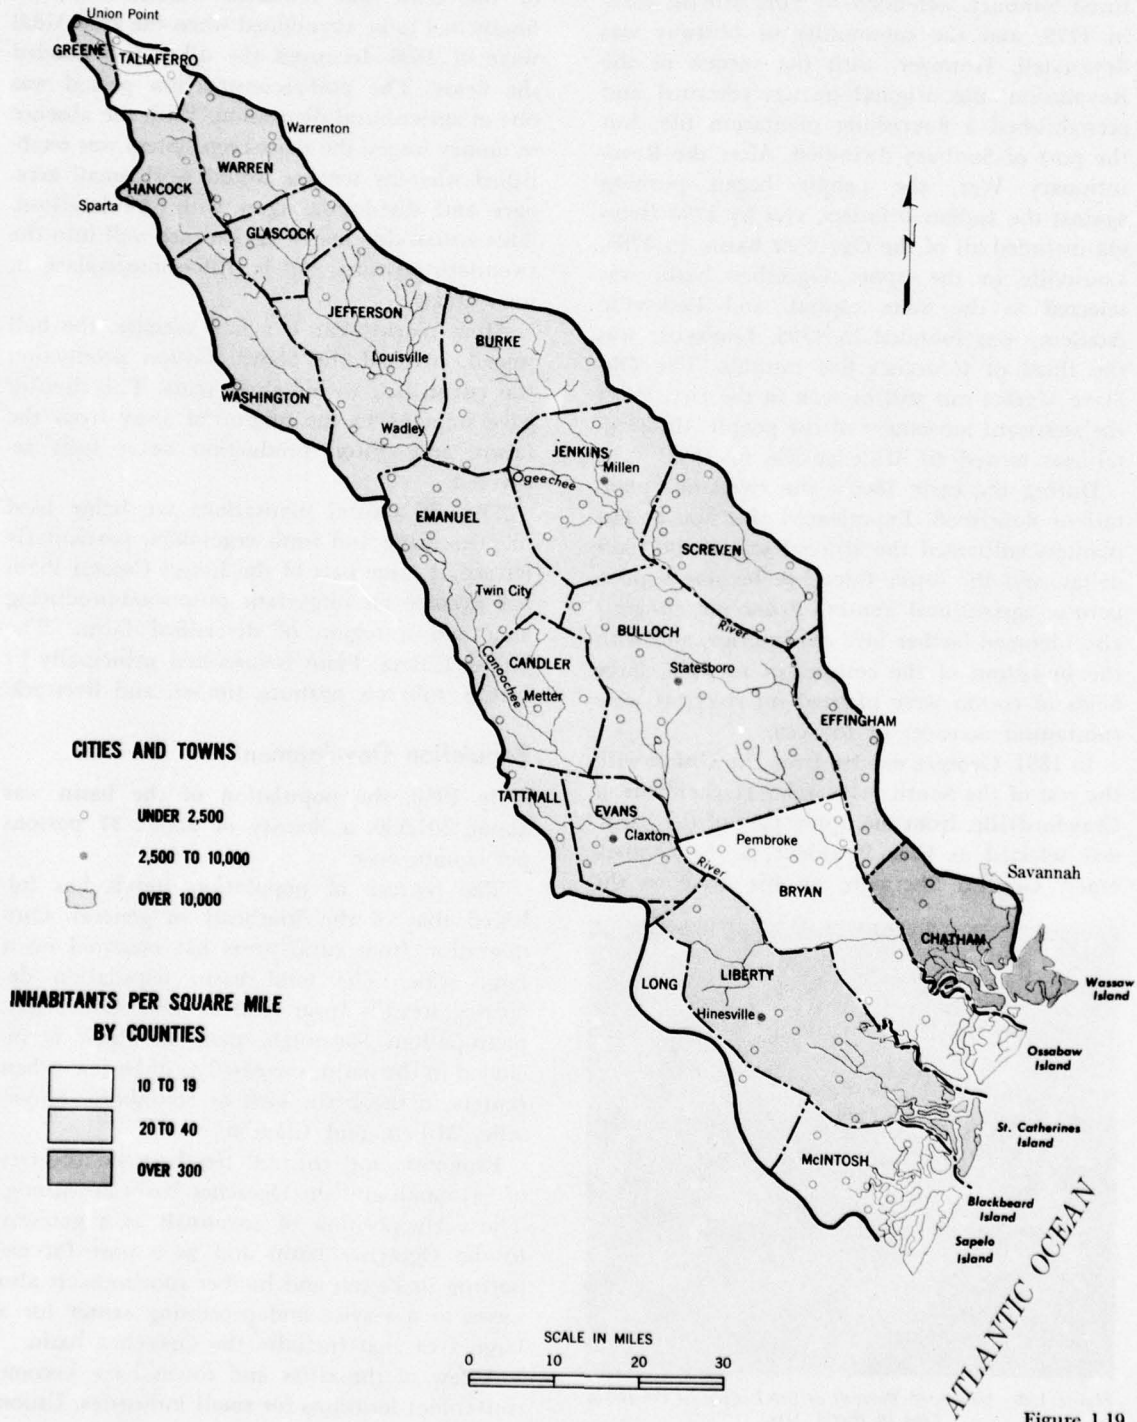 Union Point
GREENE
TALIAFERRO
Warrenton
WARREN
HANCOCK
Sparta
GLASCOCK
JEFFERSON
BURKE
Louisville
WASHINGTON
Wadley
JENKINS
Millen
Ogeechee
EMANUEL
SCREVEN
Twin City
BULLOCH
River
CANDLER
Statesboro
Canoochee
Metter
EFFINGHAM
CITIES AND TOWNS
UNDER 2,500
2,500 TO 10,000
OVER 10,000
TATTNALL
EVANS
Claxton
Pembroke
River
BRYAN
Savannah
CHATHAM
LIBERTY
LONG
Hinesville
Wassaw
Island
INHABITANTS PER SQUARE MILE
BY COUNTIES
10 TO 19
20 TO 40
OVER 300
Ossabaw
Island
St. Catherines
Island
McINTOSH
Blackbeard
Island
Sapelo
Island
ATLANTIC OCEAN
SCALE IN MILES
0 10 20 30
Figure 1.19